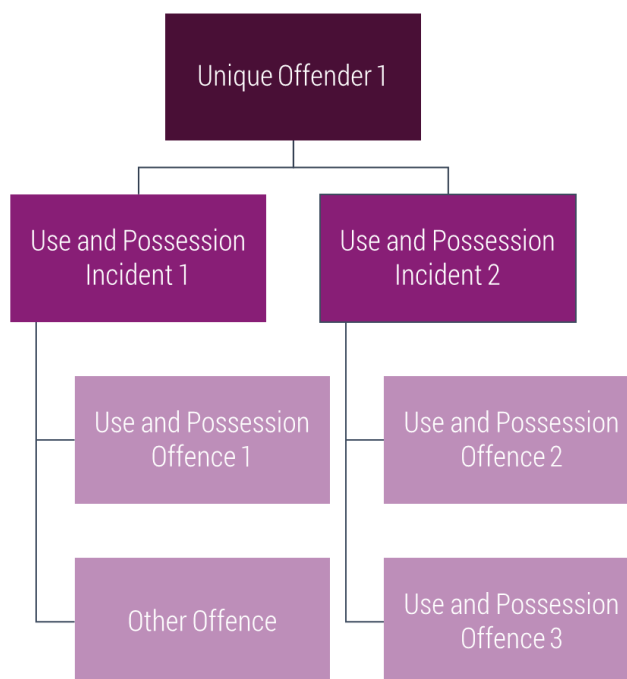 Unique Offender 1
Use and Possession
Incident 1
Use and Possession
Incident 2
Use and Possession
Offence 1
Use and Possession
Offence 2
Other Offence
Use and Possession
Offence 3